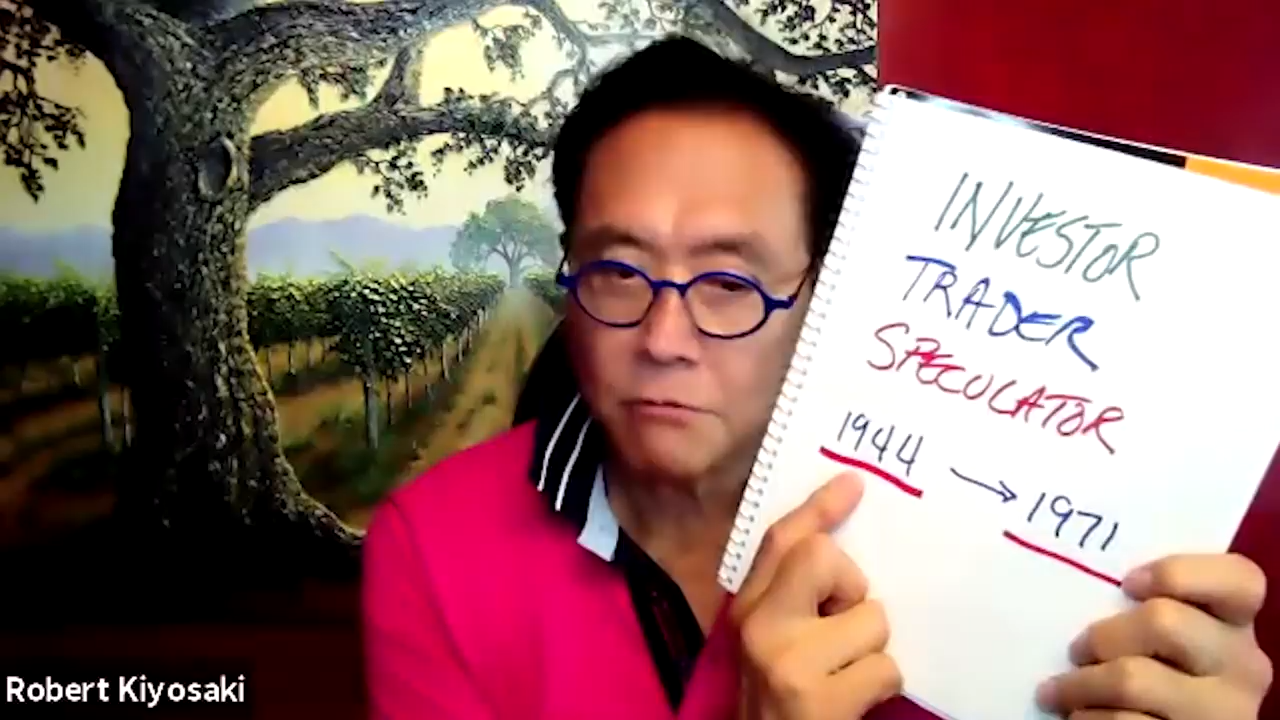 INVESTOR
TRADER
SPECULATOR
1944 → 1971
Robert Kiyosaki